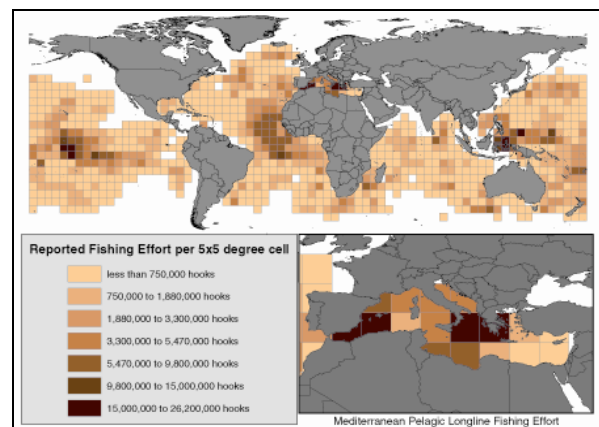 Reported Fishing Effort per 5x5 degree cell
less than 750,000 hooks
750,000 to 1,880,000 hooks
1,880,000 to 3,300,000 hooks
3,300,000 to 5,470,000 hooks
5,470,000 to 9,800,000 hooks
9,800,000 to 15,000,000 hooks
15,000,000 to 26,200,000 hooks
Mediterranean Pelagic Longline Fishing Effort